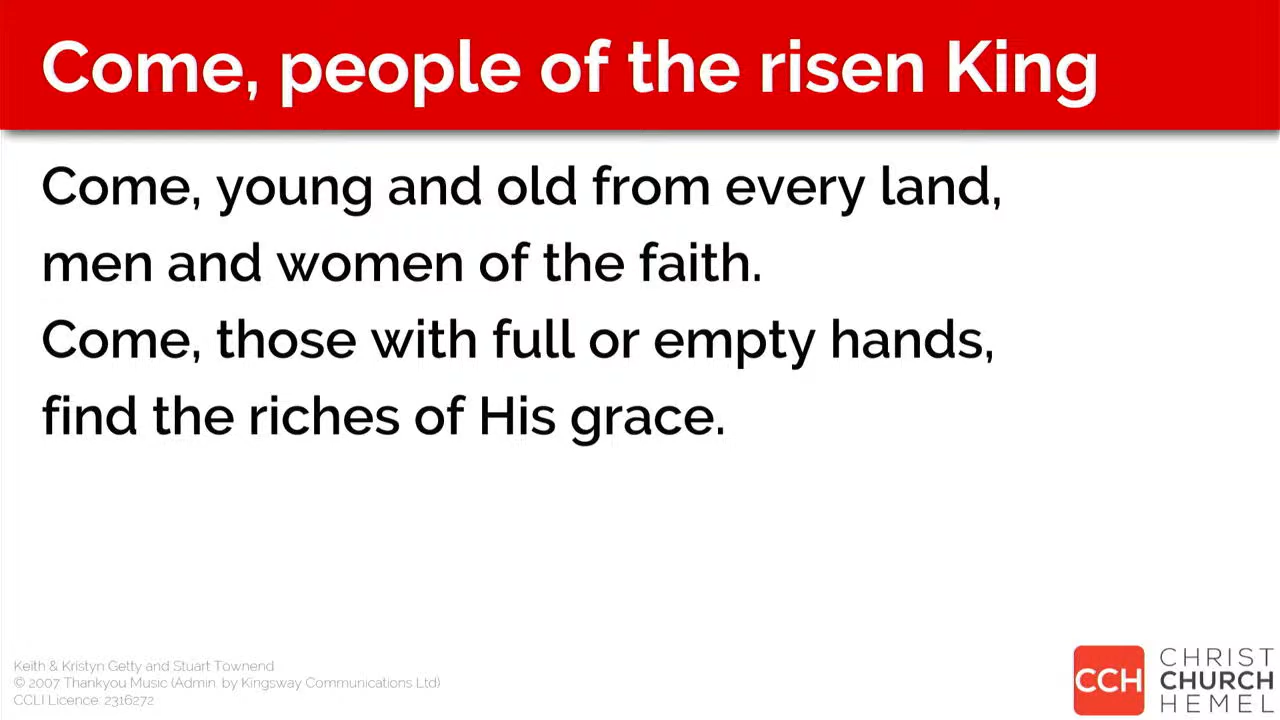 Come, people of the risen King
Come, young and old from every land,
men and women of the faith.
Come, those with full or empty hands,
find the riches of His grace.
Keith & Kristyn Getty and Stuart Townend
© 2007 Thankyou Music (Admin. by Kingsway Communications Ltd)
CCLI Licence: 2316272
CCH
CHRIST
CHURCH
HEMEL